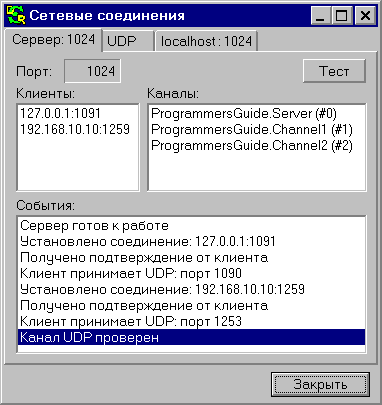 Сетевые соединения
Сервер: 1024 UDP localhost : 1024
Порт: 1024 Тест
Клиенты:
127.0.0.1:1091
192.168.10.10:1259
Каналы:
ProgrammersGuide.Server (#0)
ProgrammersGuide.Channel1 (#1)
ProgrammersGuide.Channel2 (#2)
События:
Сервер готов к работе
Установлено соединение: 127.0.0.1:1091
Получено подтверждение от клиента
Клиент принимает UDP: порт 1090
Установлено соединение: 192.168.10.10:1259
Получено подтверждение от клиента
Клиент принимает UDP: порт 1253
Канал UDP проверен
Закрыть